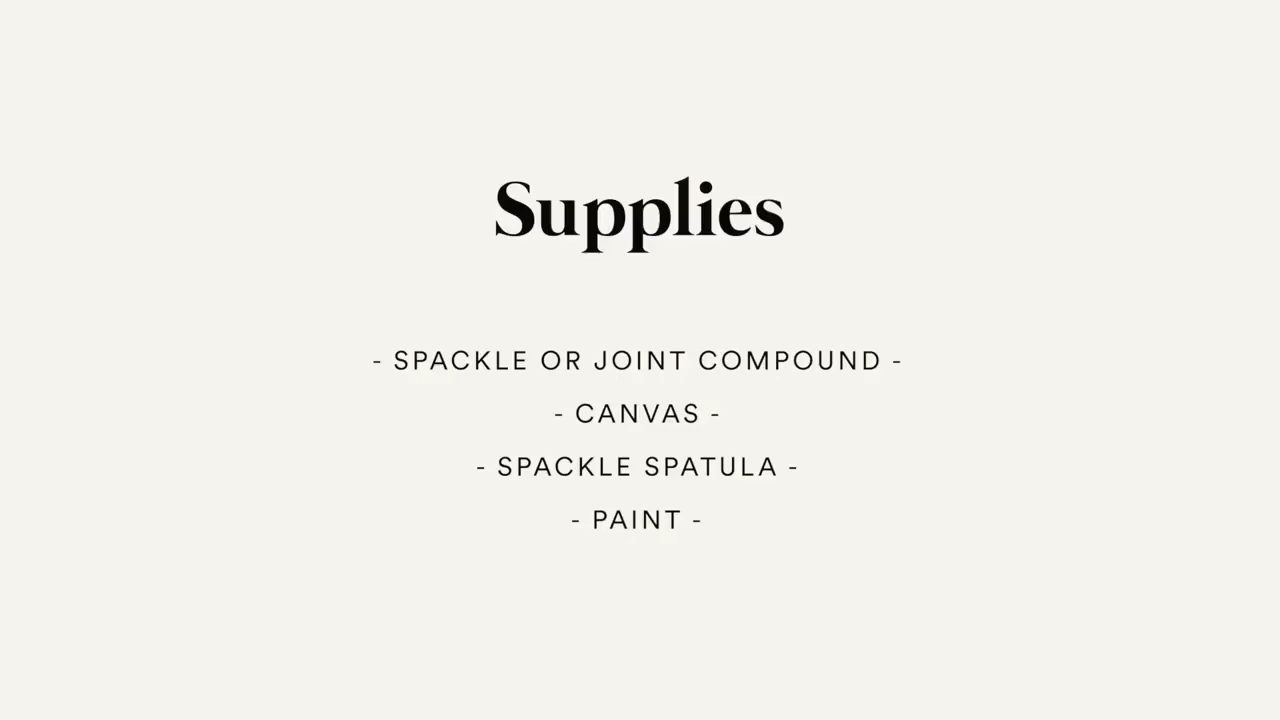 Supplies
- SPACKLE OR JOINT COMPOUND -
- CANVAS -
- SPACKLE SPATULA -
- PAINT -